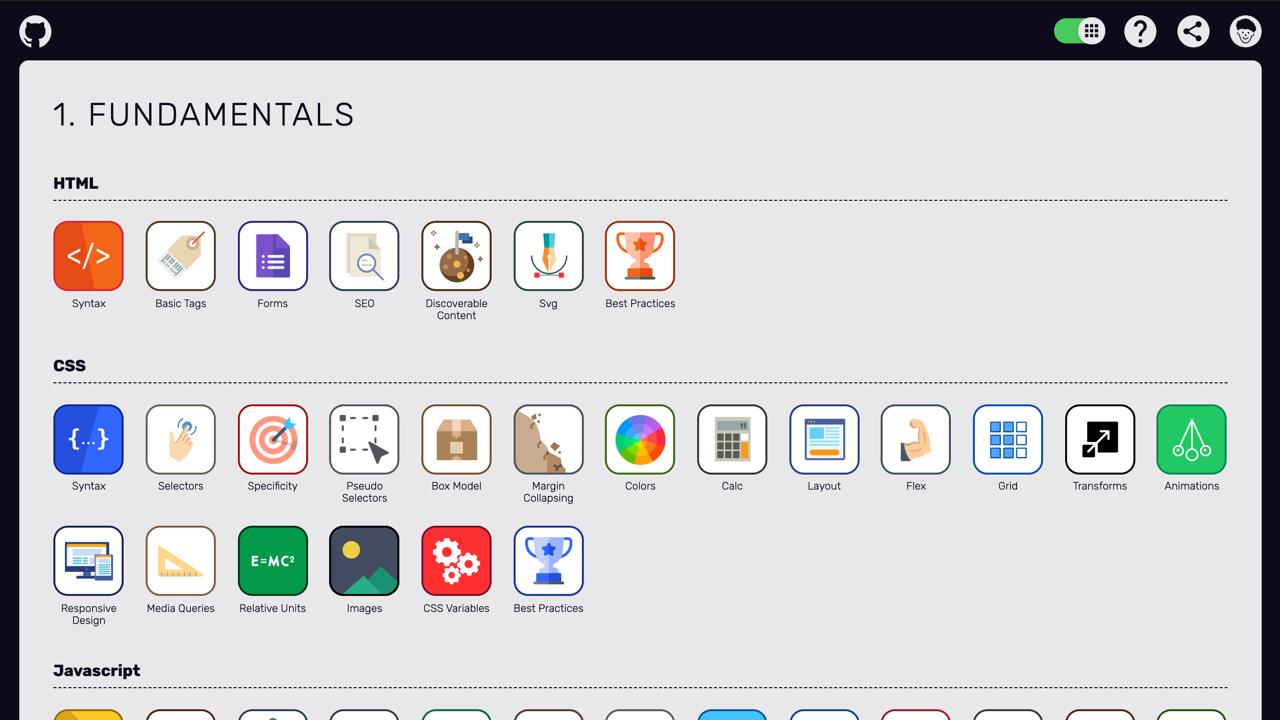 1. FUNDAMENTALS
HTML
</>
Syntax
Basic Tags
Forms
SEO
Discoverable
Content
Svg
Best Practices
CSS
{...}
Syntax
Selectors
Specificity
Pseudo
Selectors
Box Model
Margin
Collapsing
Colors
Calc
Layout
Flex
Grid
Transforms
Animations
Responsive
Design
Media Queries
E=MC²
Relative Units
Images
CSS Variables
Best Practices
Javascript